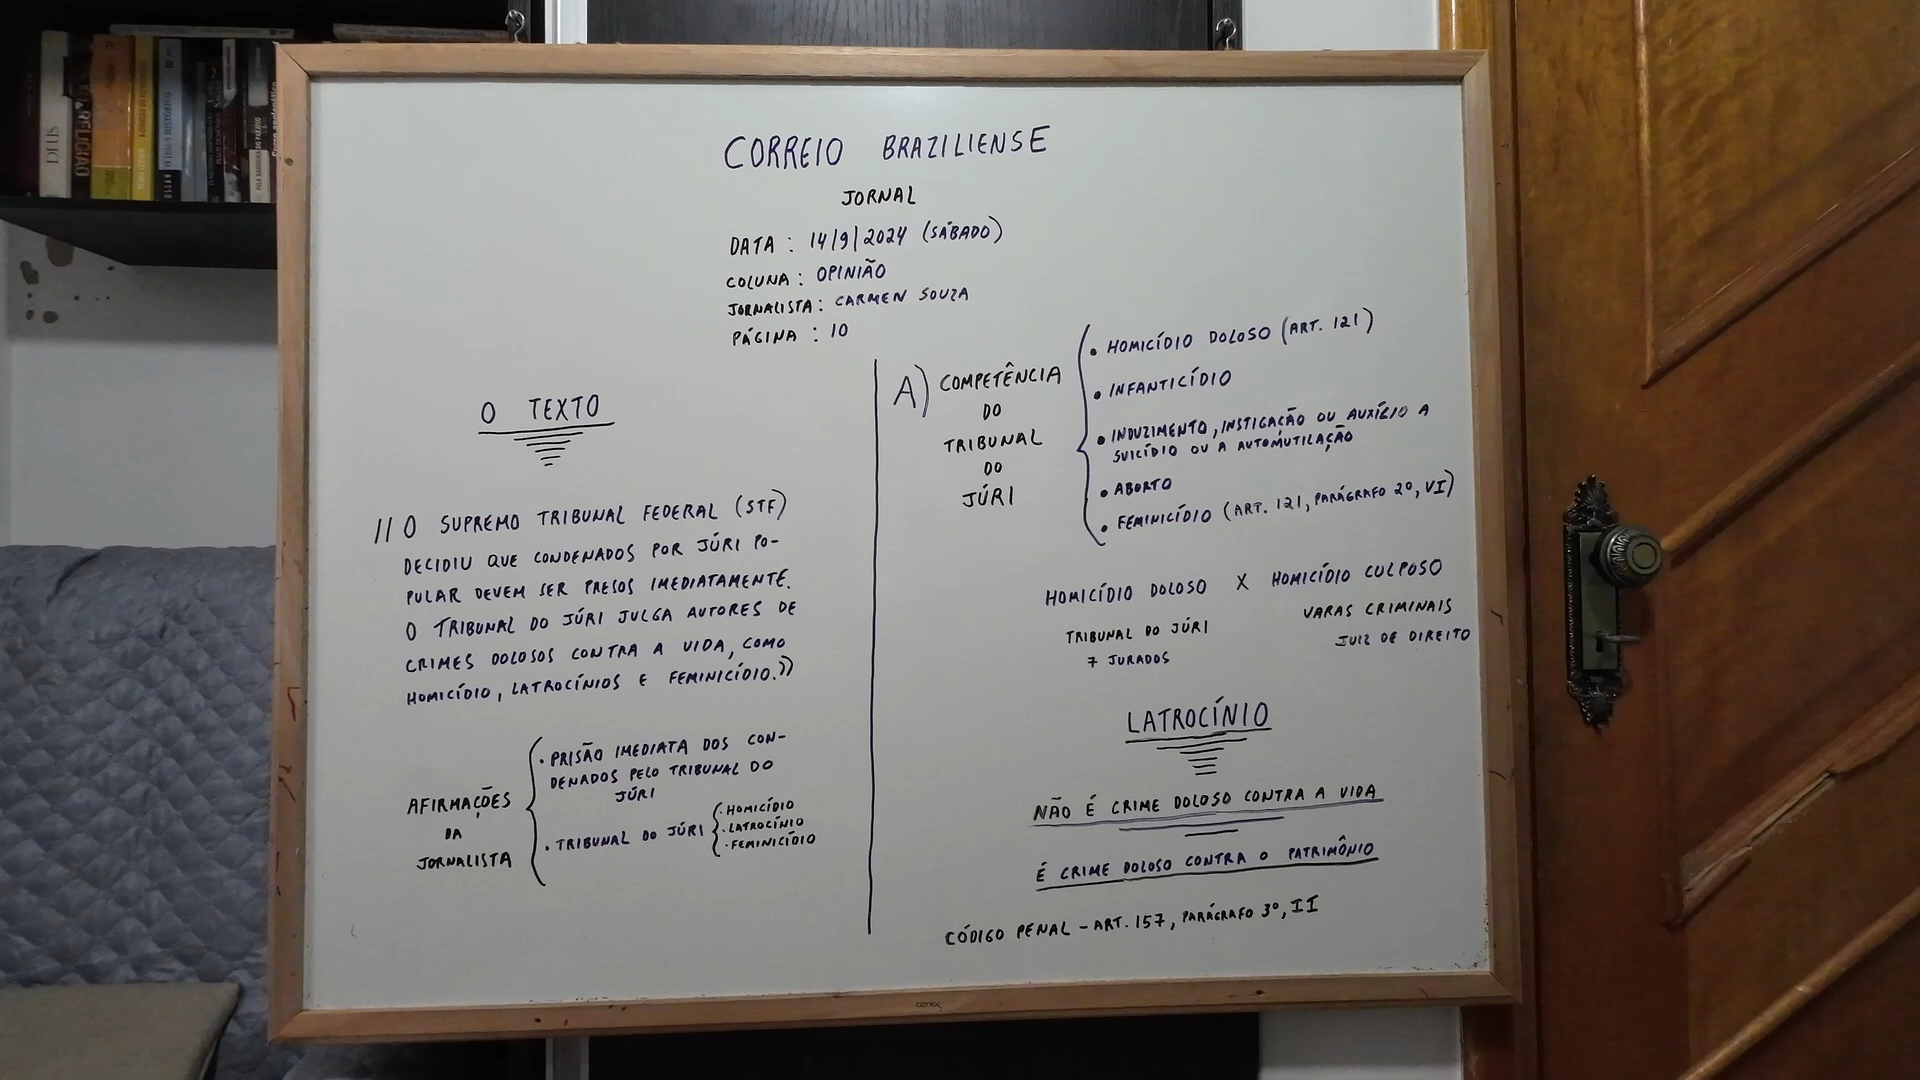 CORREIO BRAZILIENSE
JORNAL
DATA : 14/9/2024 (SÁBADO)
COLUNA : OPINIÃO
JORNALISTA : CARMEN SOUZA
PÁGINA : 10
O TEXTO
// O SUPREMO TRIBUNAL FEDERAL (STF)
DECIDIU QUE CONDENADOS POR JÚRI PO-
PULAR DEVEM SER PRESOS IMEDIATAMENTE.
O TRIBUNAL DO JÚRI JULGA AUTORES DE
CRIMES DOLOSOS CONTRA A VIDA, COMO
HOMICÍDIO, LATROCÍNIOS E FEMINICÍDIO.))
AFIRMAÇÕES
DA
JORNALISTA
• PRISÃO IMEDIATA DOS CON-
DENADOS PELO TRIBUNAL DO
JÚRI
• TRIBUNAL DO JÚRI
• HOMICÍDIO
• LATROCÍNIO
• FEMINICÍDIO
A) COMPETÊNCIA
DO
TRIBUNAL
DO
JÚRI
• HOMICÍDIO DOLOSO (ART. 121)
• INFANTICÍDIO
• INDUZIMENTO, INSTIGAÇÃO OU AUXÍLIO A
SUICÍDIO OU A AUTOMUTILAÇÃO
• ABORTO
• FEMINICÍDIO (ART. 121, PARÁGRAFO 2º, VI)
HOMICÍDIO DOLOSO X HOMICÍDIO CULPOSO
TRIBUNAL DO JÚRI
7 JURADOS
VARAS CRIMINAIS
JUIZ DE DIREITO
LATROCÍNIO
NÃO É CRIME DOLOSO CONTRA A VIDA
É CRIME DOLOSO CONTRA O PATRIMÔNIO
CÓDIGO PENAL - ART. 157, PARÁGRAFO 3º, II